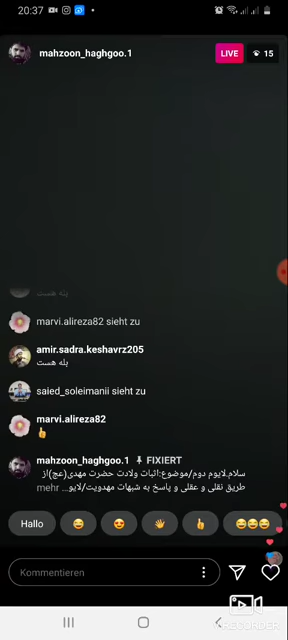 20:37
mahzoon_haghgoo.1
LIVE
15
بله هست
marvi.alireza82 sieht zu
amir.sadra.keshavrz205
بله هست
saied_soleimanii sieht zu
marvi.alireza82
mahzoon_haghgoo.1 FIXIERT
سلام.لایوم دوم/موضوع:اثبات ولادت حضرت مهدی(عج)از
طریق نقلی و عقلی و پاسخ به شبهات مهدویت/لایو... mehr
Hallo
Kommentieren
RECORDER